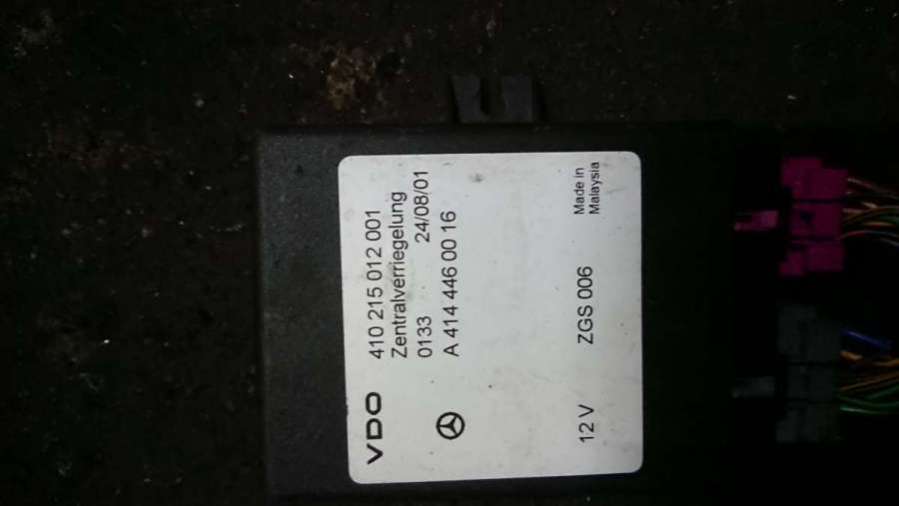 VDO 410 215 012 001
Zentralverriegelung
0133 24/08/01
A 414 446 00 16
12 V ZGS 006 Made in
Malaysia